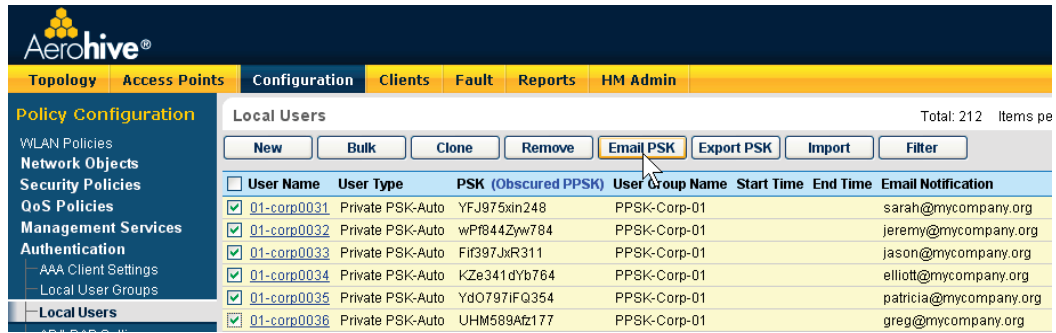 Aerohive®
Topology Access Points Configuration Clients Fault Reports HM Admin
Policy Configuration
Local Users Total: 212 Items pe
WLAN Policies
New Bulk Clone Remove Email PSK Export PSK Import Filter
Network Objects
Security Policies
User Name User Type PSK (Obscured PPSK) User Group Name Start Time End Time Email Notification
QoS Policies
01-corp0031 Private PSK-Auto YFJ975xin248 PPSK-Corp-01 sarah@mycompany.org
Management Services
01-corp0032 Private PSK-Auto wPf844Zyw784 PPSK-Corp-01 jeremy@mycompany.org
Authentication
01-corp0033 Private PSK-Auto Fif397JxR311 PPSK-Corp-01 jason@mycompany.org
AAA Client Settings
01-corp0034 Private PSK-Auto KZe341dYb764 PPSK-Corp-01 elliott@mycompany.org
Local User Groups
01-corp0035 Private PSK-Auto YdO797iFQ354 PPSK-Corp-01 patricia@mycompany.org
Local Users
01-corp0036 Private PSK-Auto UHM589Afz177 PPSK-Corp-01 greg@mycompany.org